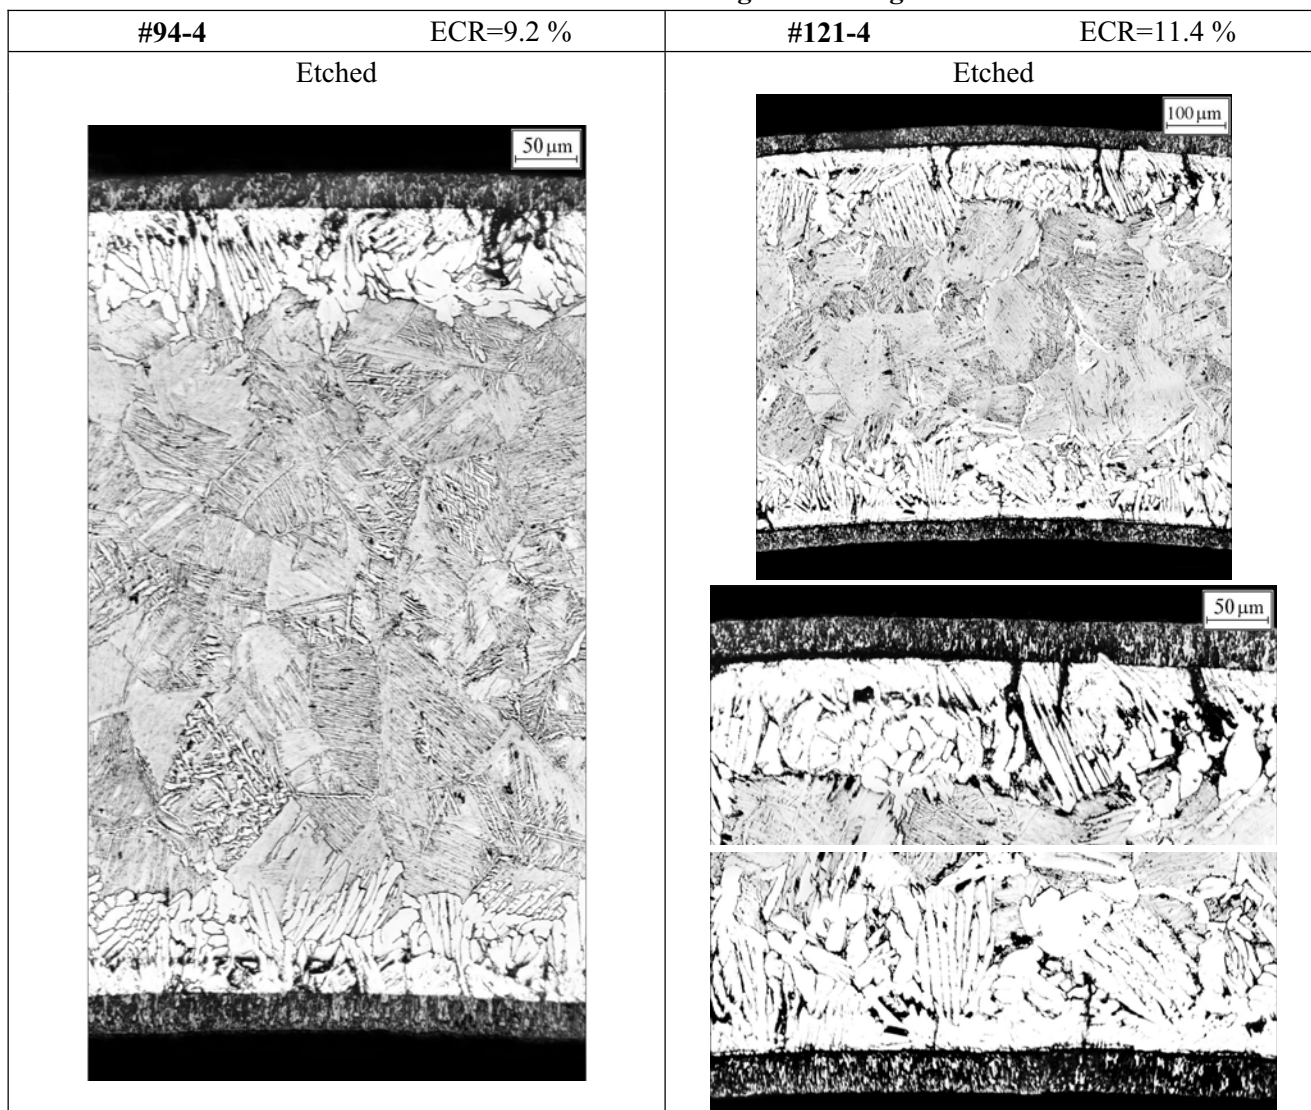 #94-4 ECR=9.2 % #121-4 ECR=11.4 %
Etched Etched
50 µm
100 µm
50 µm